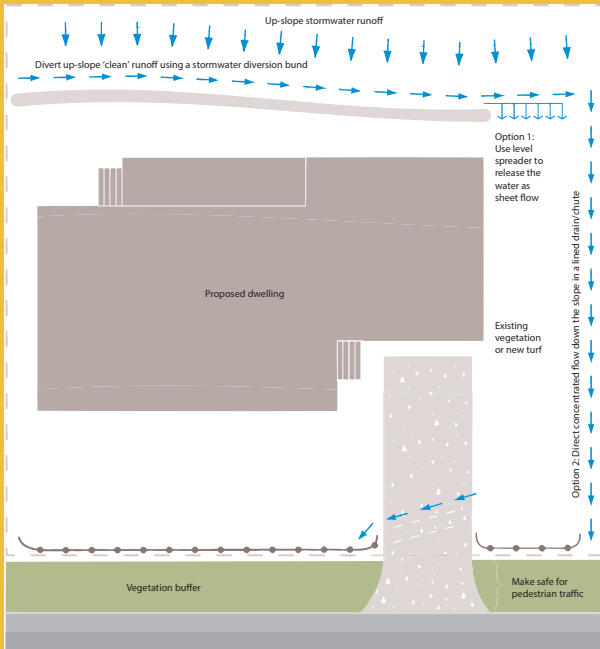 Up-slope stormwater runoff
Divert up-slope ‘clean’ runoff using a stormwater diversion bund
Option 1:
Use level
spreader to
release the
water as
sheet flow
Option 2: Direct concentrated flow down the slope in a lined drain/chute
Proposed dwelling
Existing
vegetation
or new turf
Vegetation buffer
Make safe for
pedestrian traffic